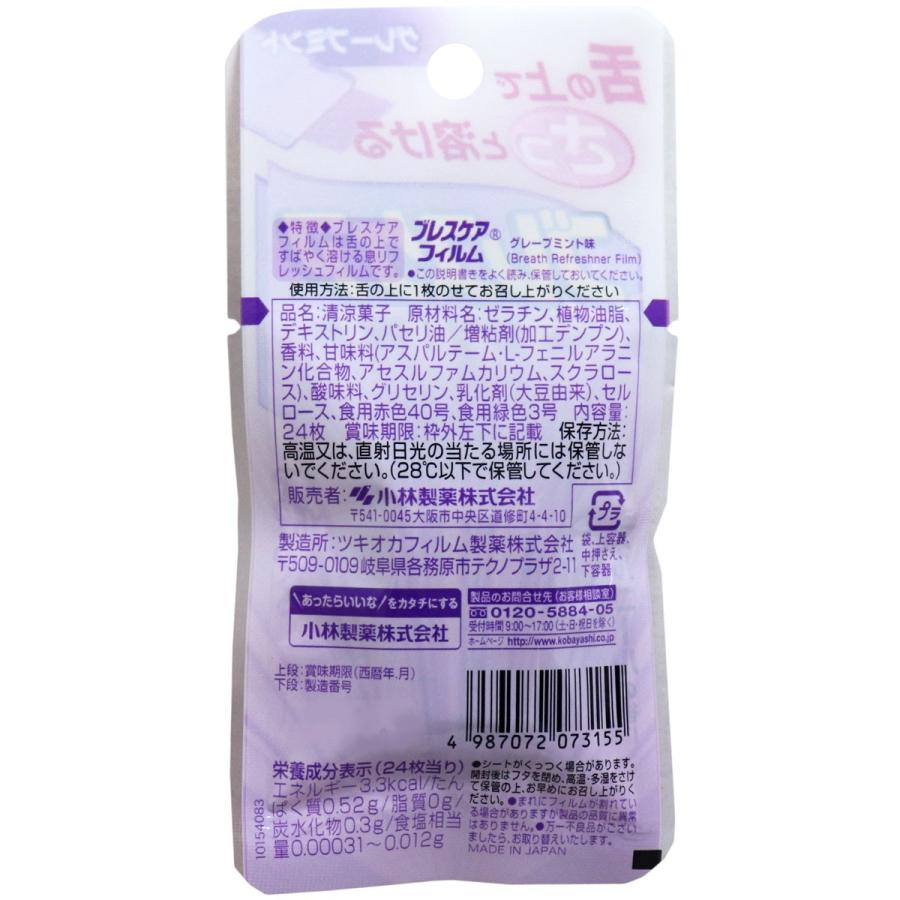 グレープミント
舌の上で
さっと溶ける
◆特徴◆ブレスケア
フィルムは舌の上で
すばやく溶ける息リフ
レッシュフィルムです。
ブレスケア®
フィルム
グレープミント味
(Breath Refreshner Film)
●この説明書きをよく読み、保管しておいてください。
使用方法:舌の上に1枚のせてお召し上がりください
品名:清涼菓子 原材料名:ゼラチン、植物油脂、
デキストリン、パセリ油/増粘剤(加工デンプン)、
香料、甘味料(アスパルテーム・L-フェニルアラニ
ン化合物、アセスルファムカリウム、スクラロー
ス)、酸味料、グリセリン、乳化剤(大豆由来)、セル
ロース、食用赤色40号、食用緑色3号 内容量:
24枚 賞味期限:枠外左下に記載 保存方法:
高温又は、直射日光の当たる場所には保管しな
いでください。(28℃以下で保管してください。)
販売者:小林製薬株式会社
〒541-0045大阪市中央区道修町4-4-10
プラ
袋、上容器、
中押さえ、
下容器
製造所:ツキオカフィルム製薬株式会社
〒509-0109岐阜県各務原市テクノプラザ2-11
\あったらいいな/をカタチにする
小林製薬株式会社
製品のお問合せ先(お客様相談室)
0120-5884-05
受付時間9:00〜17:00(土・日・祝日を除く)
ホームページ http://www.kobayashi.co.jp
上段:賞味期限(西暦年.月)
下段:製造番号
4 987072 073155
栄養成分表示(24枚当り)
エネルギー3.3kcal/たん
ぱく質0.52g/脂質0g/
炭水化物0.3g/食塩相当
量0.00031〜0.012g
10154083
●シートがくっつく場合があります。
開封後はフタを閉め、高温・多湿をさけ
て保管の上、お早めにお召し上がりく
ださい。●まれにフィルムが割れてい
る場合がありますが製品の品質に異常
はありません。●万一不良品がござい
ましたら、お取り替えいたします。
MADE IN JAPAN